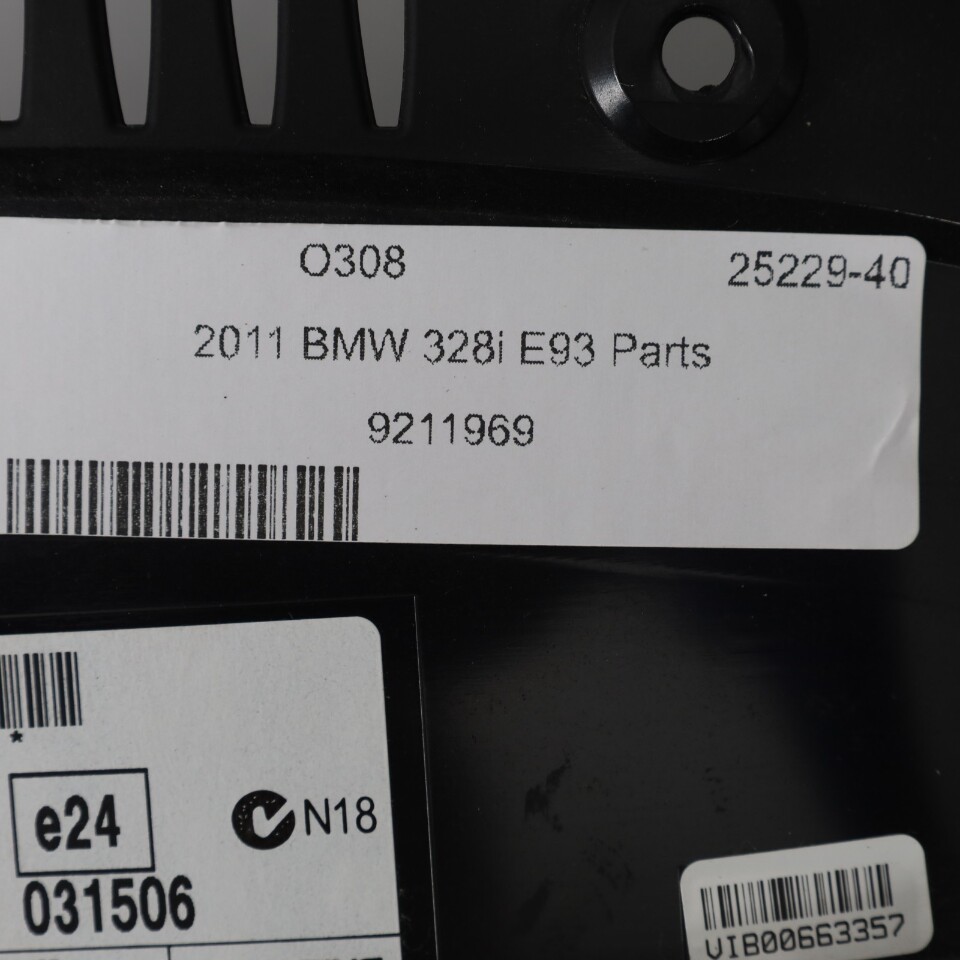 O308 25229-40
2011 BMW 328i E93 Parts
9211969
*
e24 N18
031506
VIB00663357